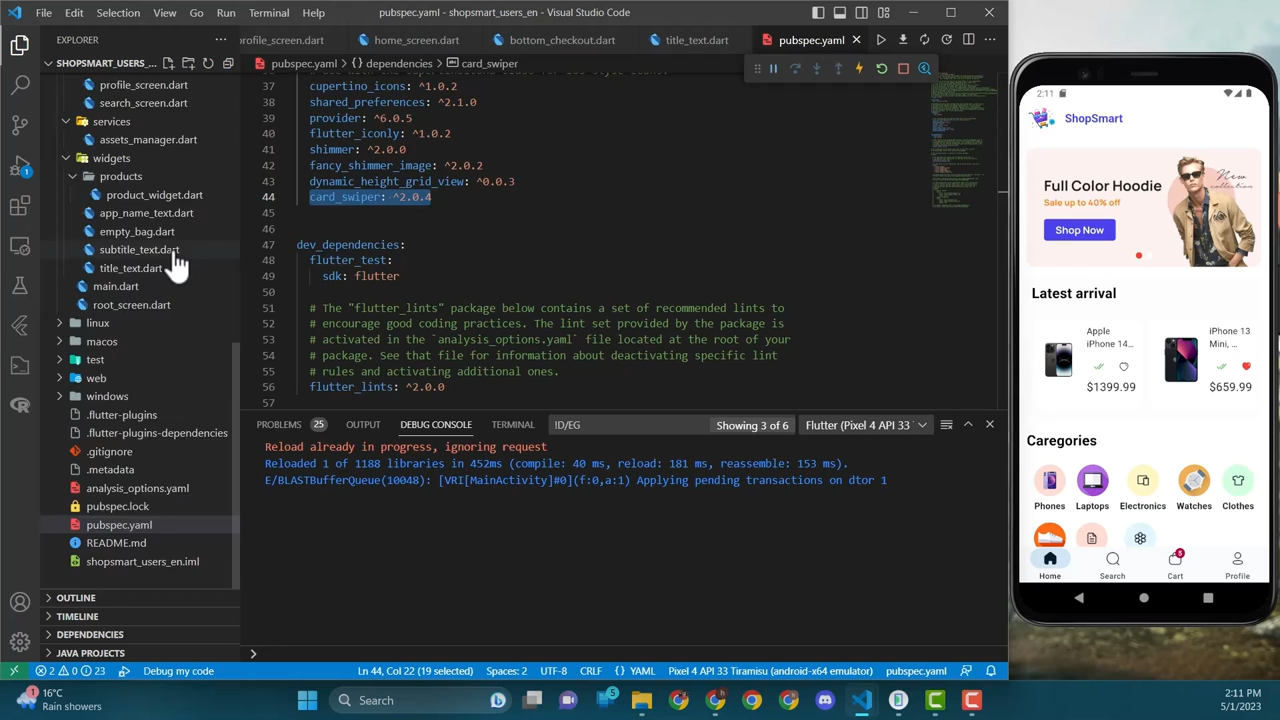 File Edit Selection View Go Run Terminal Help
pubspec.yaml - shopsmart_users_en - Visual Studio Code
EXPLORER
rofile_screen.dart
home_screen.dart
bottom_checkout.dart
title_text.dart
pubspec.yaml
SHOPSMART_USERS_...
pubspec.yaml
dependencies
card_swiper
profile_screen.dart
search_screen.dart
services
assets_manager.dart
widgets
products
product_widget.dart
app_name_text.dart
empty_bag.dart
subtitle_text.dart
title_text.dart
main.dart
root_screen.dart
linux
macos
test
web
windows
.flutter-plugins
.flutter-plugins-dependencies
.gitignore
.metadata
analysis_options.yaml
pubspec.lock
pubspec.yaml
README.md
shopsmart_users_en.iml
OUTLINE
TIMELINE
DEPENDENCIES
JAVA PROJECTS
37 cupertino_icons: ^1.0.2
38 shared_preferences: ^2.1.0
39 provider: ^6.0.5
40 flutter_iconly: ^1.0.2
41 shimmer: ^2.0.0
42 fancy_shimmer_image: ^2.0.2
43 dynamic_height_grid_view: ^0.0.3
44 card_swiper: ^2.0.4
45
46
47 dev_dependencies:
48 flutter_test:
49 sdk: flutter
50
51 # The "flutter_lints" package below contains a set of recommended lints to
52 # encourage good coding practices. The lint set provided by the package is
53 # activated in the `analysis_options.yaml` file located at the root of your
54 # package. See that file for information about deactivating specific lint
55 # rules and activating additional ones.
56 flutter_lints: ^2.0.0
57
PROBLEMS 25 OUTPUT DEBUG CONSOLE TERMINAL
!D/EG
Showing 3 of 6
Flutter (Pixel 4 API 33
Reload already in progress, ignoring request
Reloaded 1 of 1188 libraries in 452ms (compile: 40 ms, reload: 181 ms, reassemble: 153 ms).
E/BLASTBufferQueue(10048): [VRI[MainActivity]#0](f:0,a:1) Applying pending transactions on dtor 1
2 0 23
Debug my code
Ln 44, Col 22 (19 selected)
Spaces: 2
UTF-8
CRLF
{ } YAML
Pixel 4 API 33 Tiramisu (android-x64 emulator)
pubspec.yaml
2:11
ShopSmart
Full Color Hoodie
New
collection
Sale up to 40% off
Shop Now
Latest arrival
Apple
iPhone 14...
$1399.99
iPhone 13
Mini, ...
$659.99
Caregories
Phones Laptops Electronics Watches Clothes
5
Home Search Cart Profile
1
16°C
Rain showers
Search
5
2:11 PM
5/1/2023